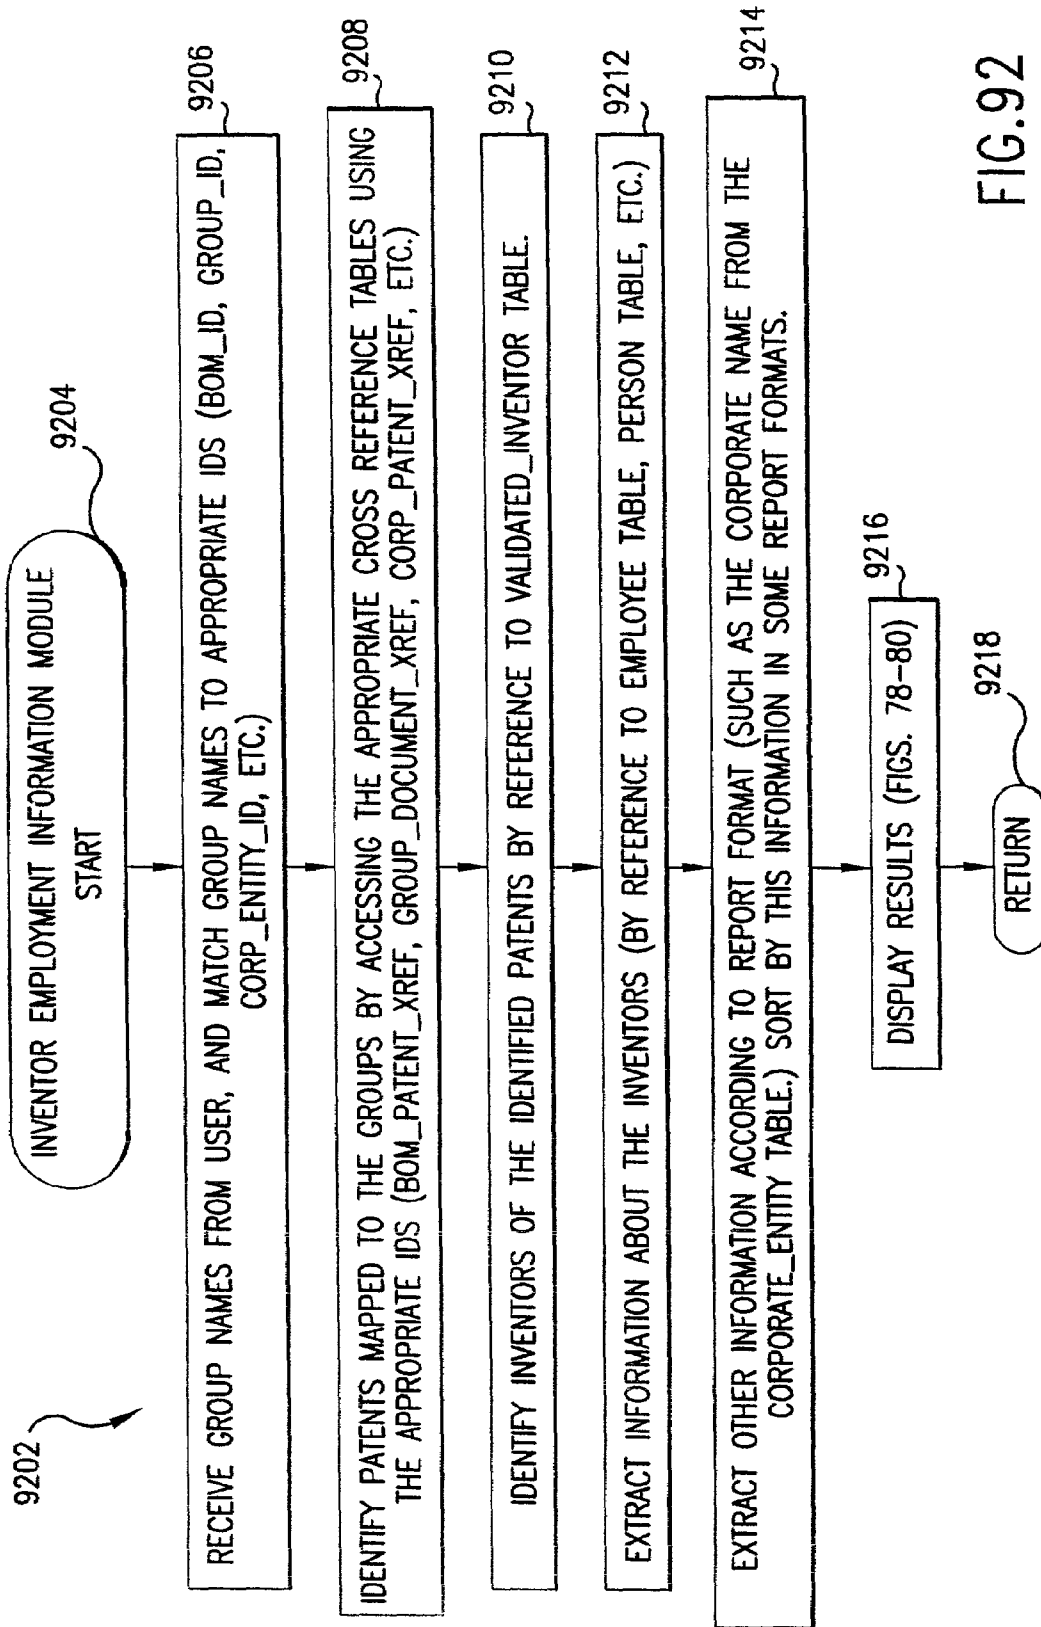 9202
INVENTOR EMPLOYMENT INFORMATION MODULE
START
9204
RECEIVE GROUP NAMES FROM USER, AND MATCH GROUP NAMES TO APPROPRIATE IDS (BOM_ID, GROUP_ID,
CORP_ENTITY_ID, ETC.)
9206
IDENTIFY PATENTS MAPPED TO THE GROUPS BY ACCESSING THE APPROPRIATE CROSS REFERENCE TABLES USING
THE APPROPRIATE IDS (BOM_PATENT_XREF, GROUP_DOCUMENT_XREF, CORP_PATENT_XREF, ETC.)
9208
IDENTIFY INVENTORS OF THE IDENTIFIED PATENTS BY REFERENCE TO VALIDATED_INVENTOR TABLE.
9210
EXTRACT INFORMATION ABOUT THE INVENTORS (BY REFERENCE TO EMPLOYEE TABLE, PERSON TABLE, ETC.)
9212
EXTRACT OTHER INFORMATION ACCORDING TO REPORT FORMAT (SUCH AS THE CORPORATE NAME FROM THE
CORPORATE_ENTITY TABLE.) SORT BY THIS INFORMATION IN SOME REPORT FORMATS.
9214
DISPLAY RESULTS (FIGS. 78-80)
9216
RETURN
9218
FIG.92